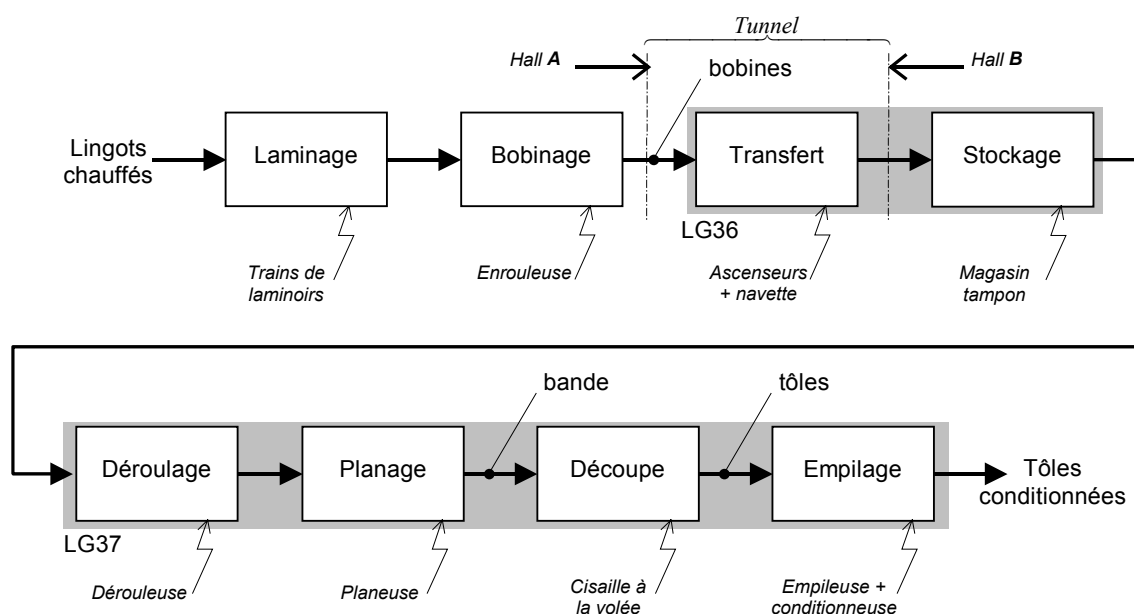 Tunnel
Hall A
Hall B
bobines
Lingots
chauffés
Laminage
Bobinage
Transfert
Stockage
LG36
Trains de
laminoirs
Enrouleuse
Ascenseurs
+ navette
Magasin
tampon
bande
tôles
Déroulage
Planage
Découpe
Empilage
Tôles
conditionnées
LG37
Dérouleuse
Planeuse
Cisaille à
la volée
Empileuse +
conditionneuse